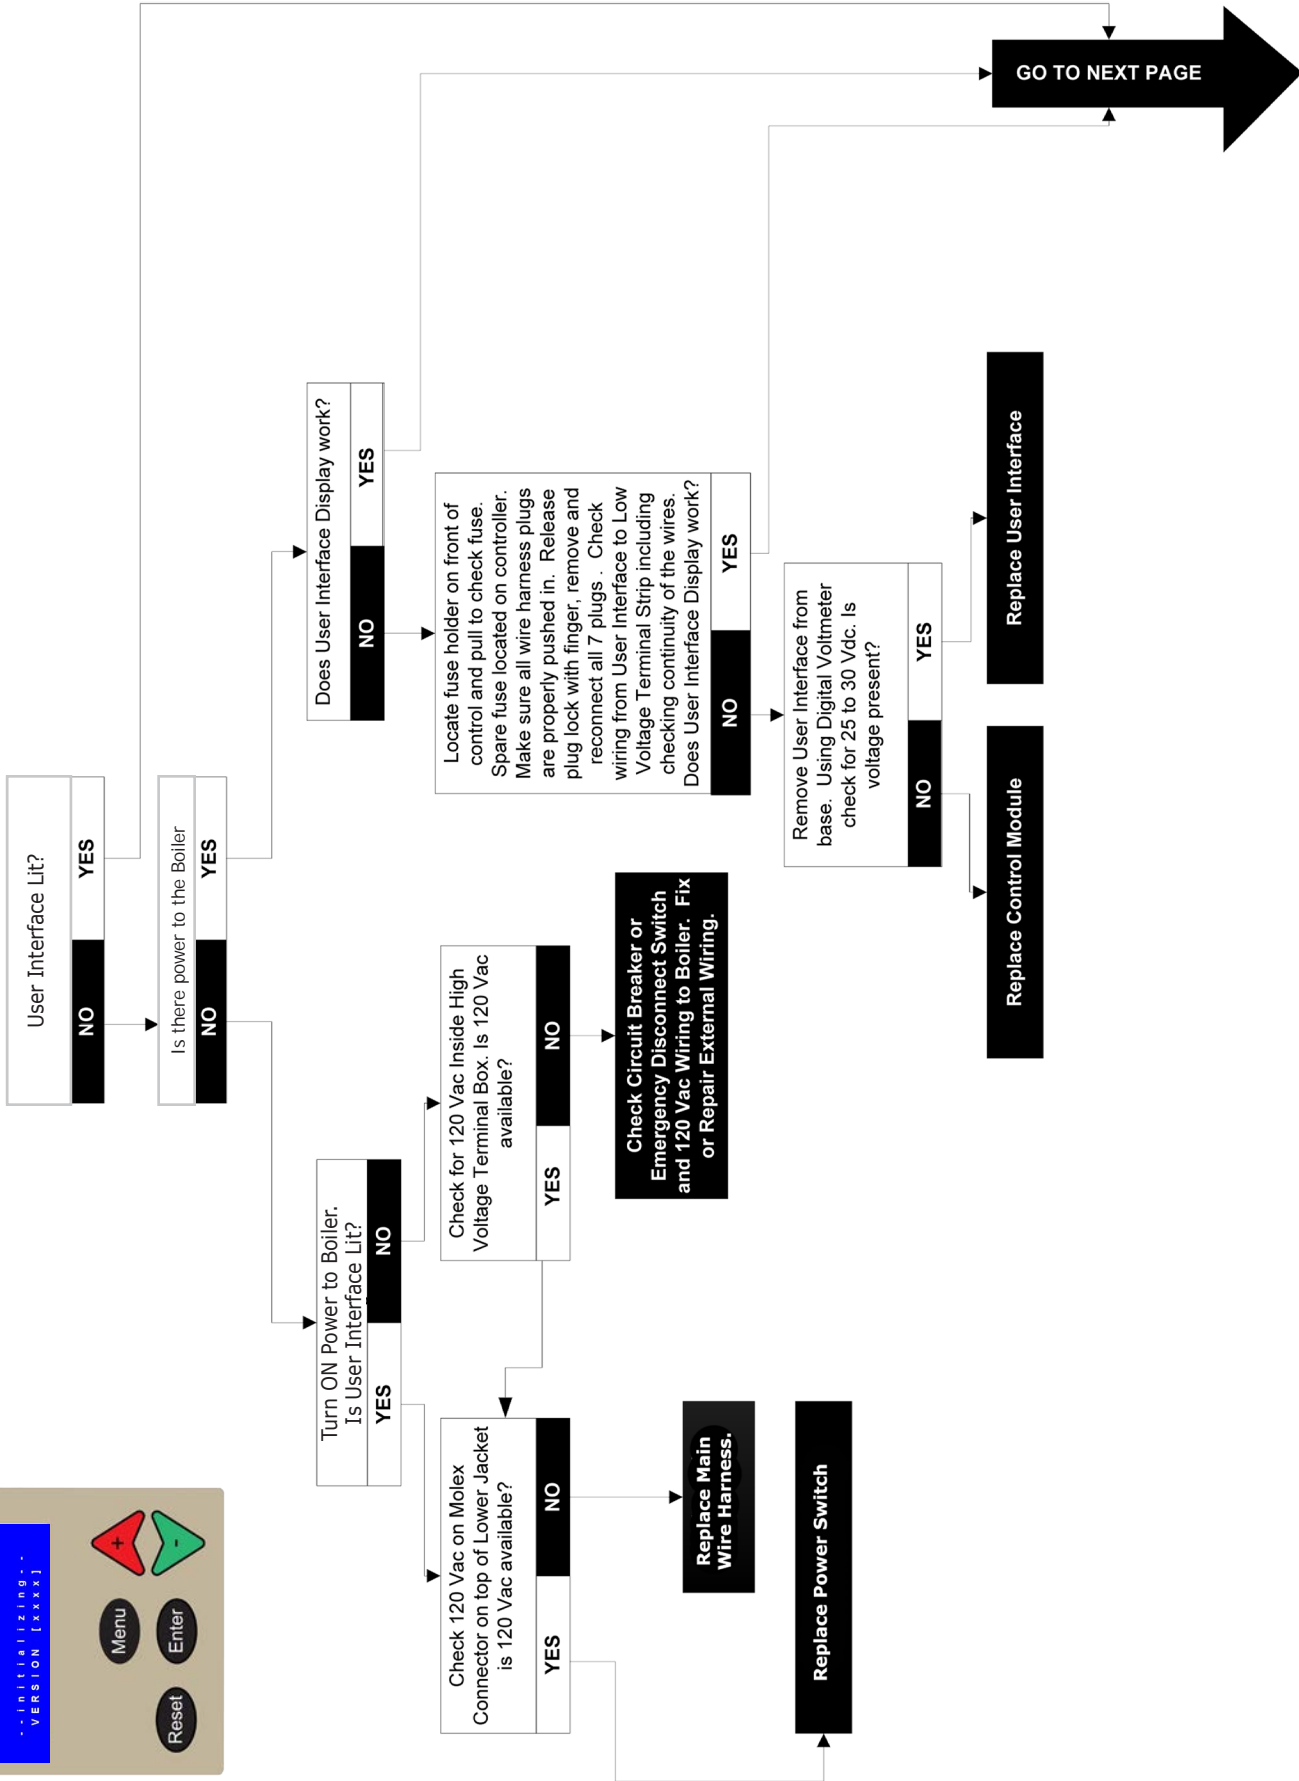 --initializing--
VERSION [xxxx]
Menu
+
-
Reset
Enter
User Interface Lit?
NO
YES
Is there power to the Boiler
NO
YES
Turn ON Power to Boiler.
Is User Interface Lit?
YES
NO
Does User Interface Display work?
NO
YES
Check 120 Vac on Molex
Connector on top of Lower Jacket
is 120 Vac available?
YES
NO
Check for 120 Vac Inside High
Voltage Terminal Box. Is 120 Vac
available?
YES
NO
Locate fuse holder on front of
control and pull to check fuse.
Spare fuse located on controller.
Make sure all wire harness plugs
are properly pushed in. Release
plug lock with finger, remove and
reconnect all 7 plugs . Check
wiring from User Interface to Low
Voltage Terminal Strip including
checking continuity of the wires.
Does User Interface Display work?
NO
YES
Replace Main
Wire Harness.
Check Circuit Breaker or
Emergency Disconnect Switch
and 120 Vac Wiring to Boiler. Fix
or Repair External Wiring.
Remove User Interface from
base. Using Digital Voltmeter
check for 25 to 30 Vdc. Is
voltage present?
NO
YES
Replace Power Switch
Replace Control Module
Replace User Interface
GO TO NEXT PAGE